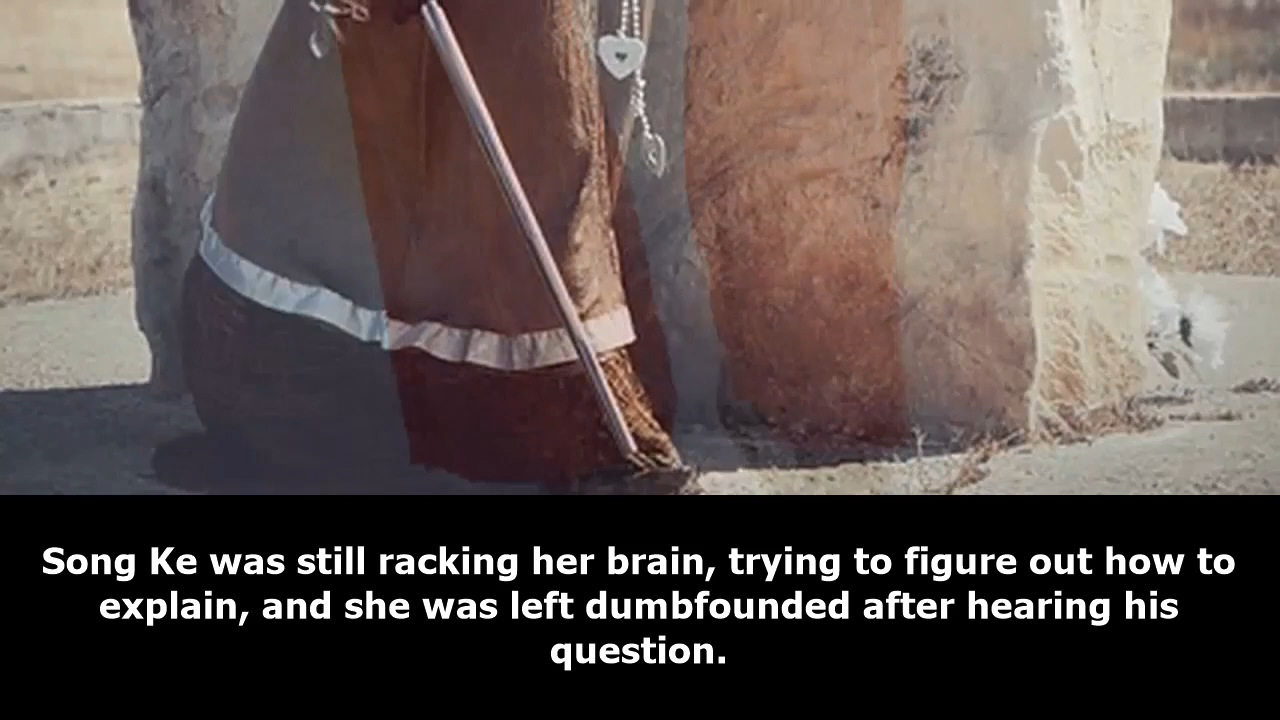 Song Ke was still racking her brain, trying to figure out how to
explain, and she was left dumbfounded after hearing his
question.